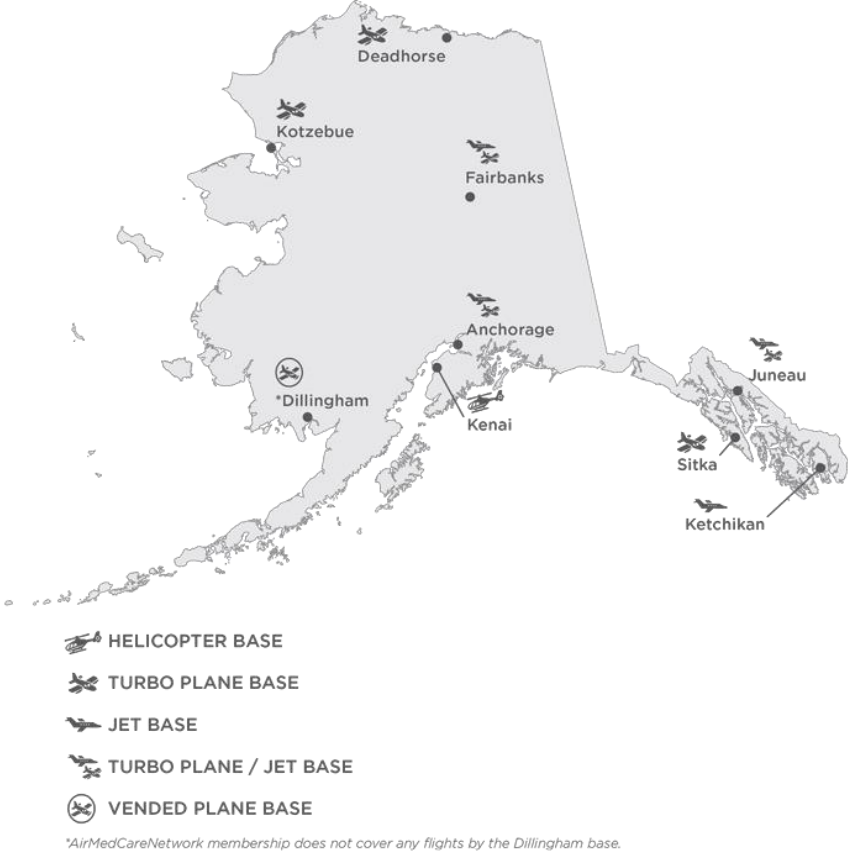 Deadhorse
Kotzebue
Fairbanks
Anchorage
Juneau
*Dillingham
Kenai
Sitka
Ketchikan
HELICOPTER BASE
TURBO PLANE BASE
JET BASE
TURBO PLANE / JET BASE
VENDED PLANE BASE
*AirMedCareNetwork membership does not cover any flights by the Dillingham base.